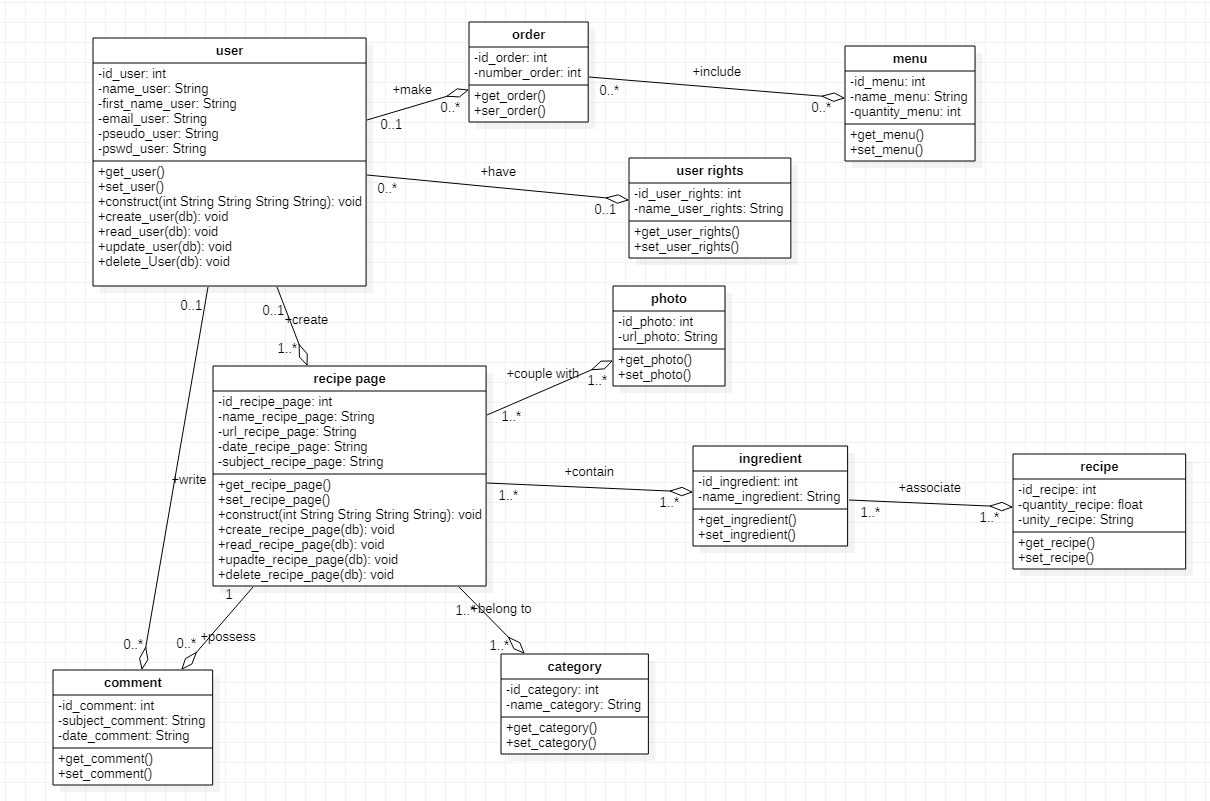 user
-id_user: int
-name_user: String
-first_name_user: String
-email_user: String
-pseudo_user: String
-pswd_user: String
+get_user()
+set_user()
+construct(int String String String String): void
+create_user(db): void
+read_user(db): void
+update_user(db): void
+delete_User(db): void
+make
0..1
0..*
order
-id_order: int
-number_order: int
+get_order()
+ser_order()
+include
0..*
0..*
menu
-id_menu: int
-name_menu: String
-quantity_menu: int
+get_menu()
+set_menu()
+have
0..*
0..1
user rights
-id_user_rights: int
-name_user_rights: String
+get_user_rights()
+set_user_rights()
0..1
0..1
+create
1..*
photo
-id_photo: int
-url_photo: String
+get_photo()
+set_photo()
+couple with
1..*
1..*
recipe page
-id_recipe_page: int
-name_recipe_page: String
-url_recipe_page: String
-date_recipe_page: String
-subject_recipe_page: String
+get_recipe_page()
+set_recipe_page()
+construct(int String String String String): void
+create_recipe_page(db): void
+read_recipe_page(db): void
+upadte_recipe_page(db): void
+delete_recipe_page(db): void
+write
+contain
1..*
1..*
ingredient
-id_ingredient: int
-name_ingredient: String
+get_ingredient()
+set_ingredient()
+associate
1..*
1..*
recipe
-id_recipe: int
-quantity_recipe: float
-unity_recipe: String
+get_recipe()
+set_recipe()
1
0..*
0..*
+possess
1..*
+belong to
1..*
comment
-id_comment: int
-subject_comment: String
-date_comment: String
+get_comment()
+set_comment()
category
-id_category: int
-name_category: String
+get_category()
+set_category()